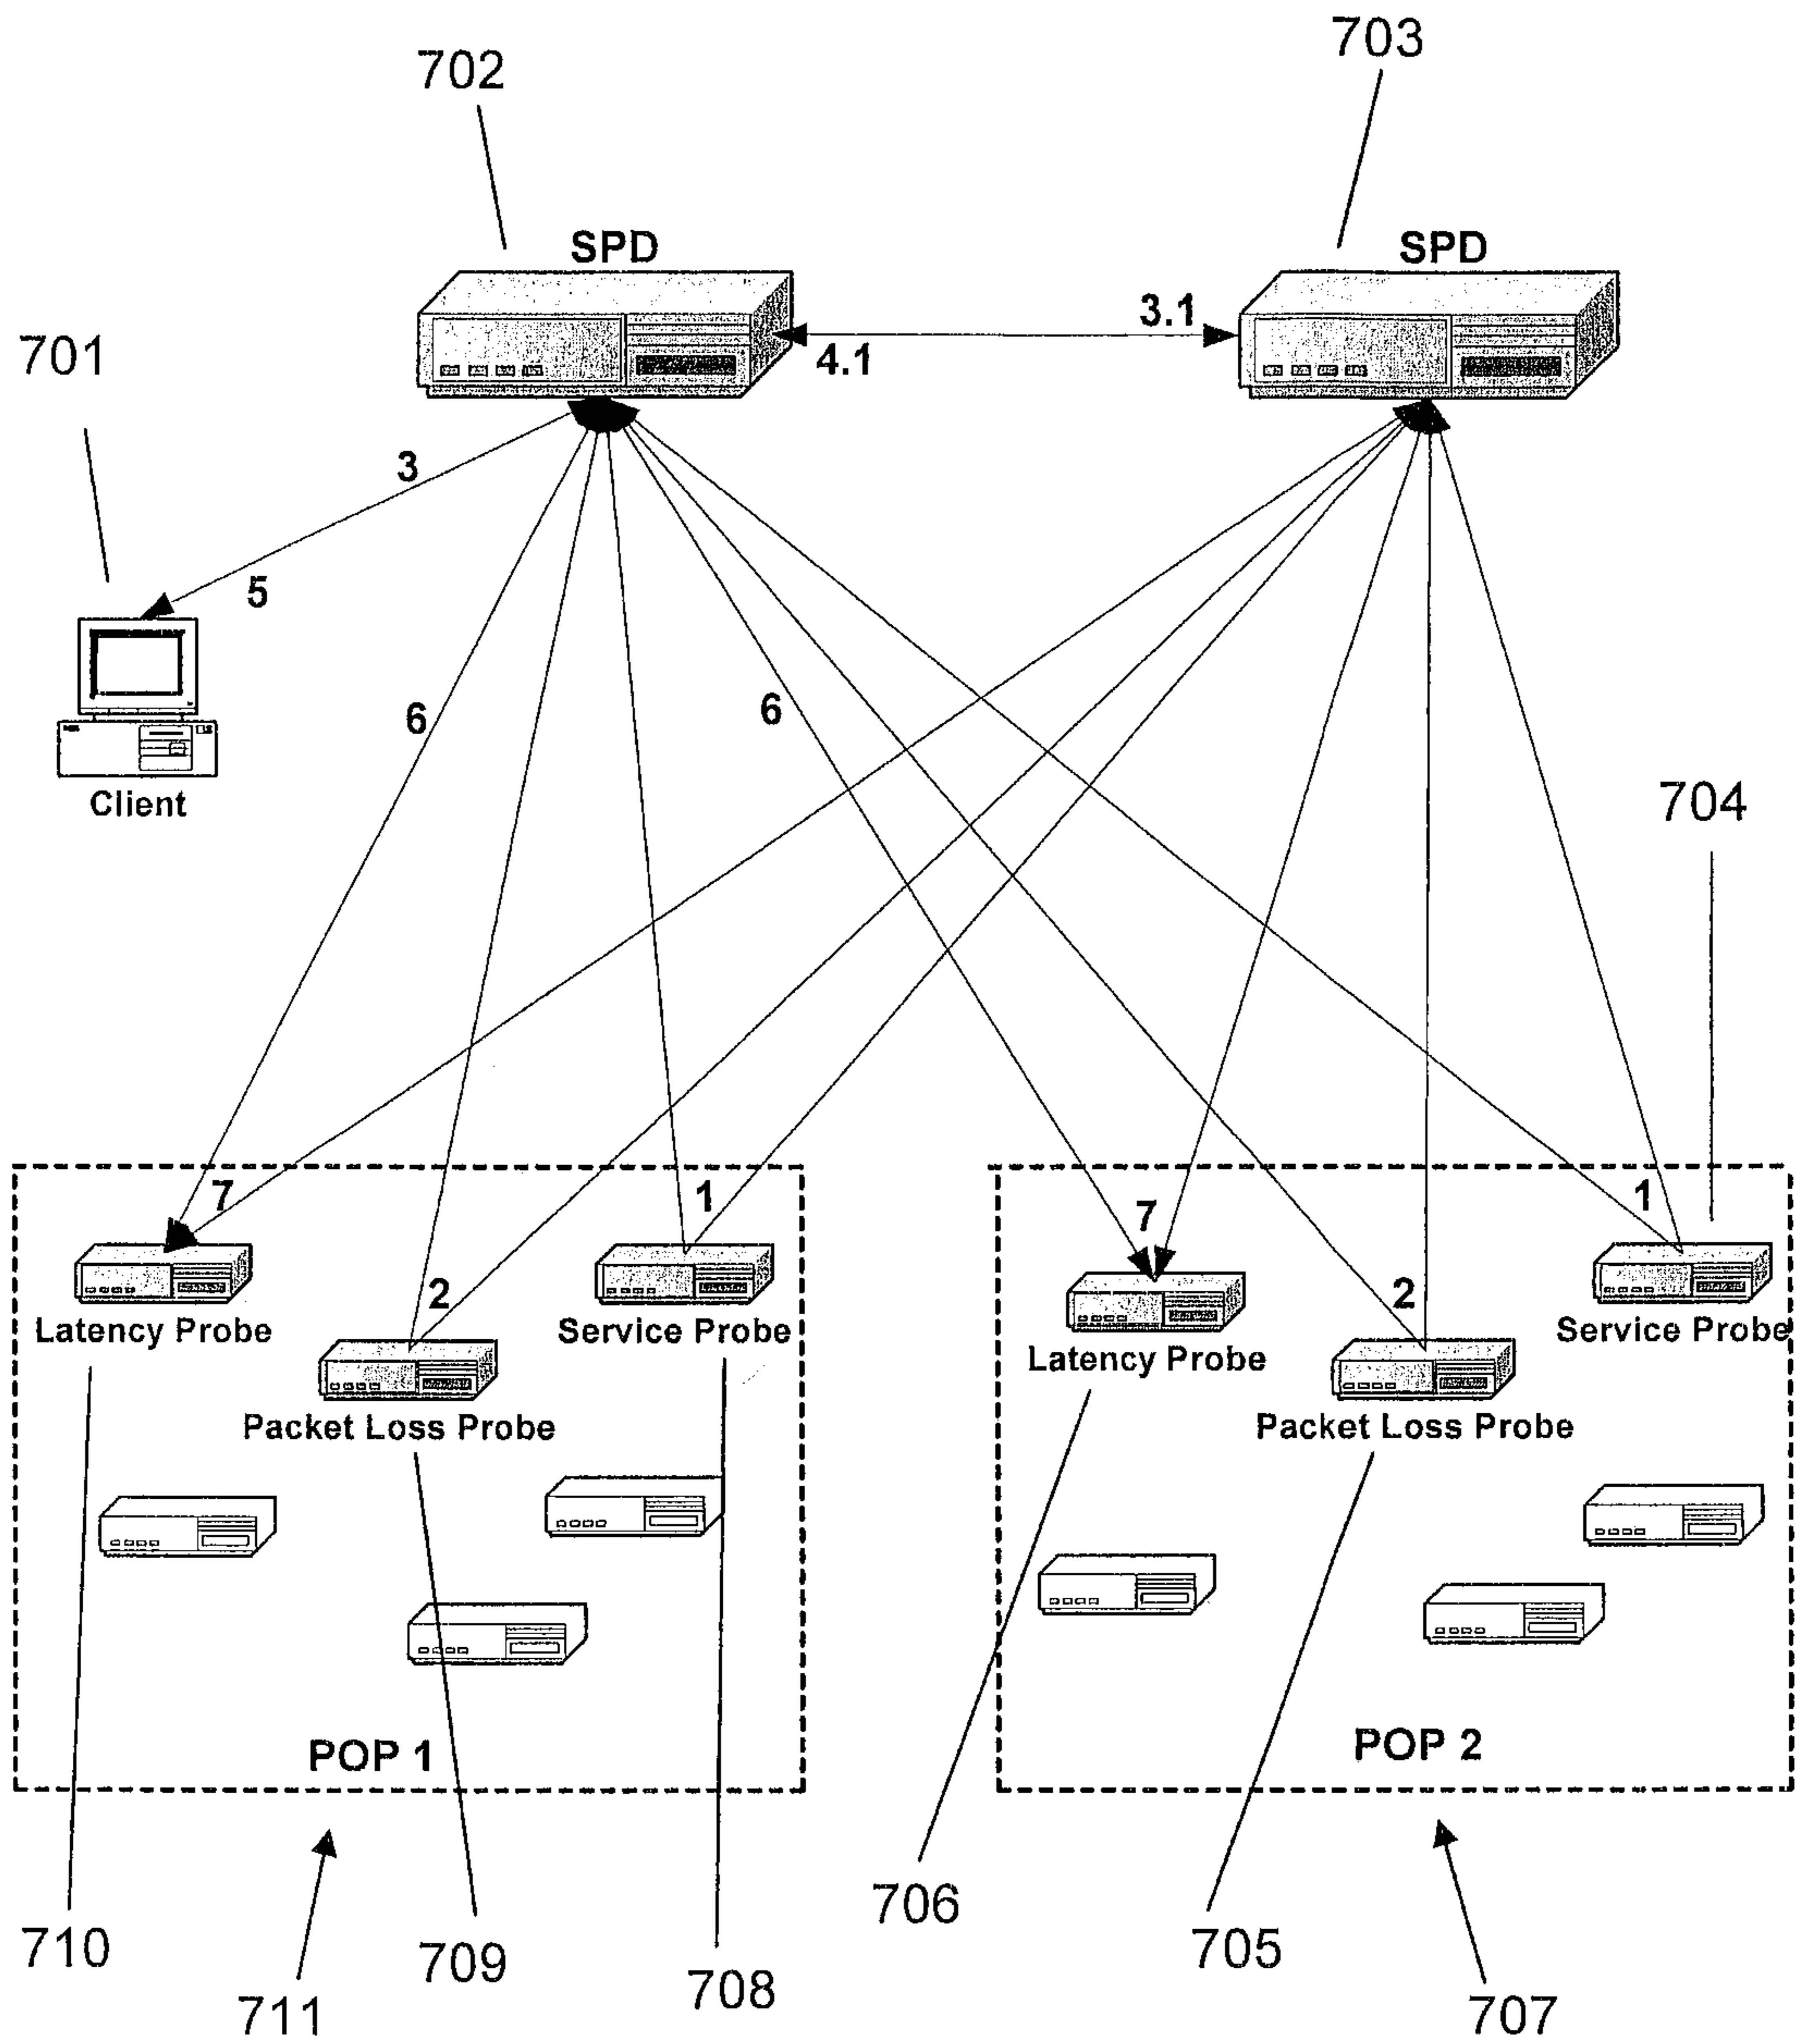 703
702
SPD
SPD
3.1
701
4.1
3
5
6
6
Client
704
7
1
7
1
2
2
Latency Probe
Service Probe
Service Probe
Latency Probe
Packet Loss Probe
Packet Loss Probe
POP 1
POP 2
706
710
709
705
708
711
707